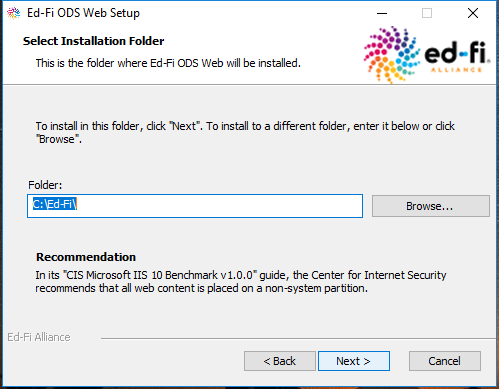 Ed-Fi ODS Web Setup
Select Installation Folder
This is the folder where Ed-Fi ODS Web will be installed.
ed-fi
ALLIANCE
To install in this folder, click "Next". To install to a different folder, enter it below or click
"Browse".
Folder:
C:\Ed-Fi\
Browse...
Recommendation
In its "CIS Microsoft IIS 10 Benchmark v1.0.0" guide, the Center for Internet Security
recommends that all web content is placed on a non-system partition.
Ed-Fi Alliance
< Back
Next >
Cancel